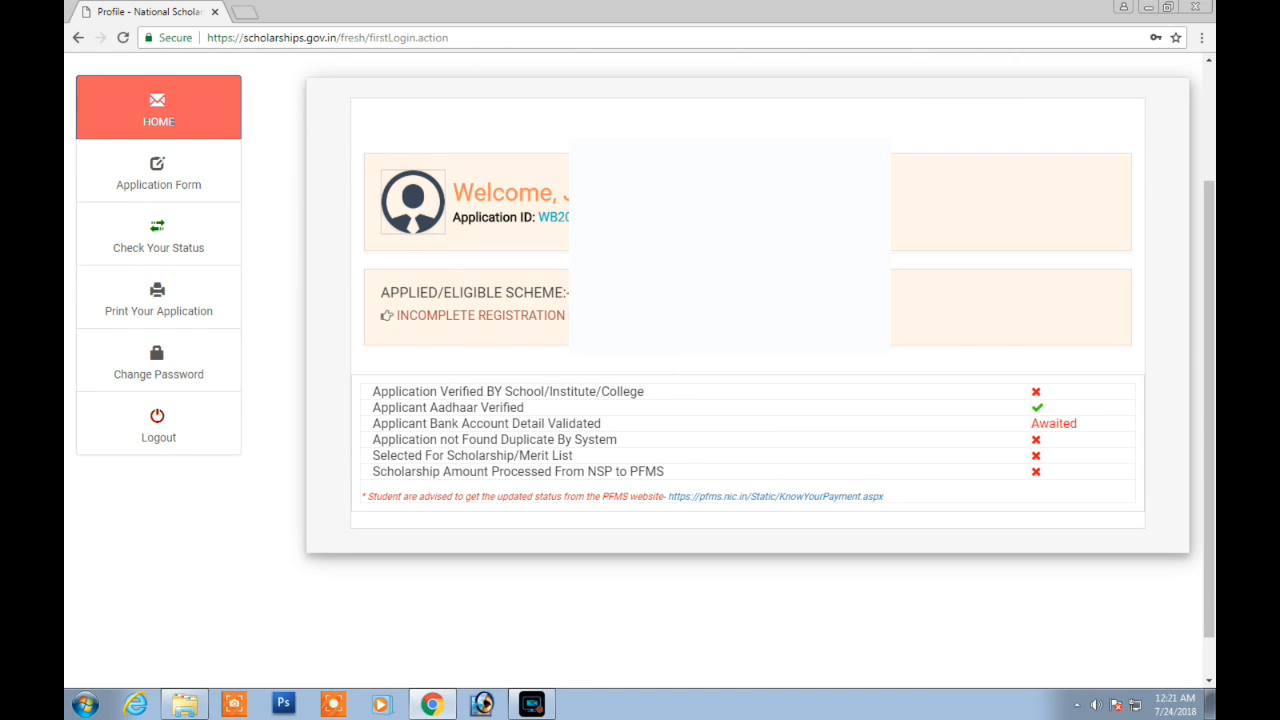 Profile - National Schola
Secure
https://scholarships.gov.in/fresh/firstLogin.action
HOME
Application Form
Check Your Status
Print Your Application
Change Password
Logout
Welcome, J
Application ID: WB20
APPLIED/ELIGIBLE SCHEME:-
INCOMPLETE REGISTRATION
Application Verified BY School/Institute/College
Applicant Aadhaar Verified
Applicant Bank Account Detail Validated Awaited
Application not Found Duplicate By System
Selected For Scholarship/Merit List
Scholarship Amount Processed From NSP to PFMS
* Student are advised to get the updated status from the PFMS website- https://pfms.nic.in/Static/KnowYourPayment.aspx
Ps
12:21 AM
7/24/2018